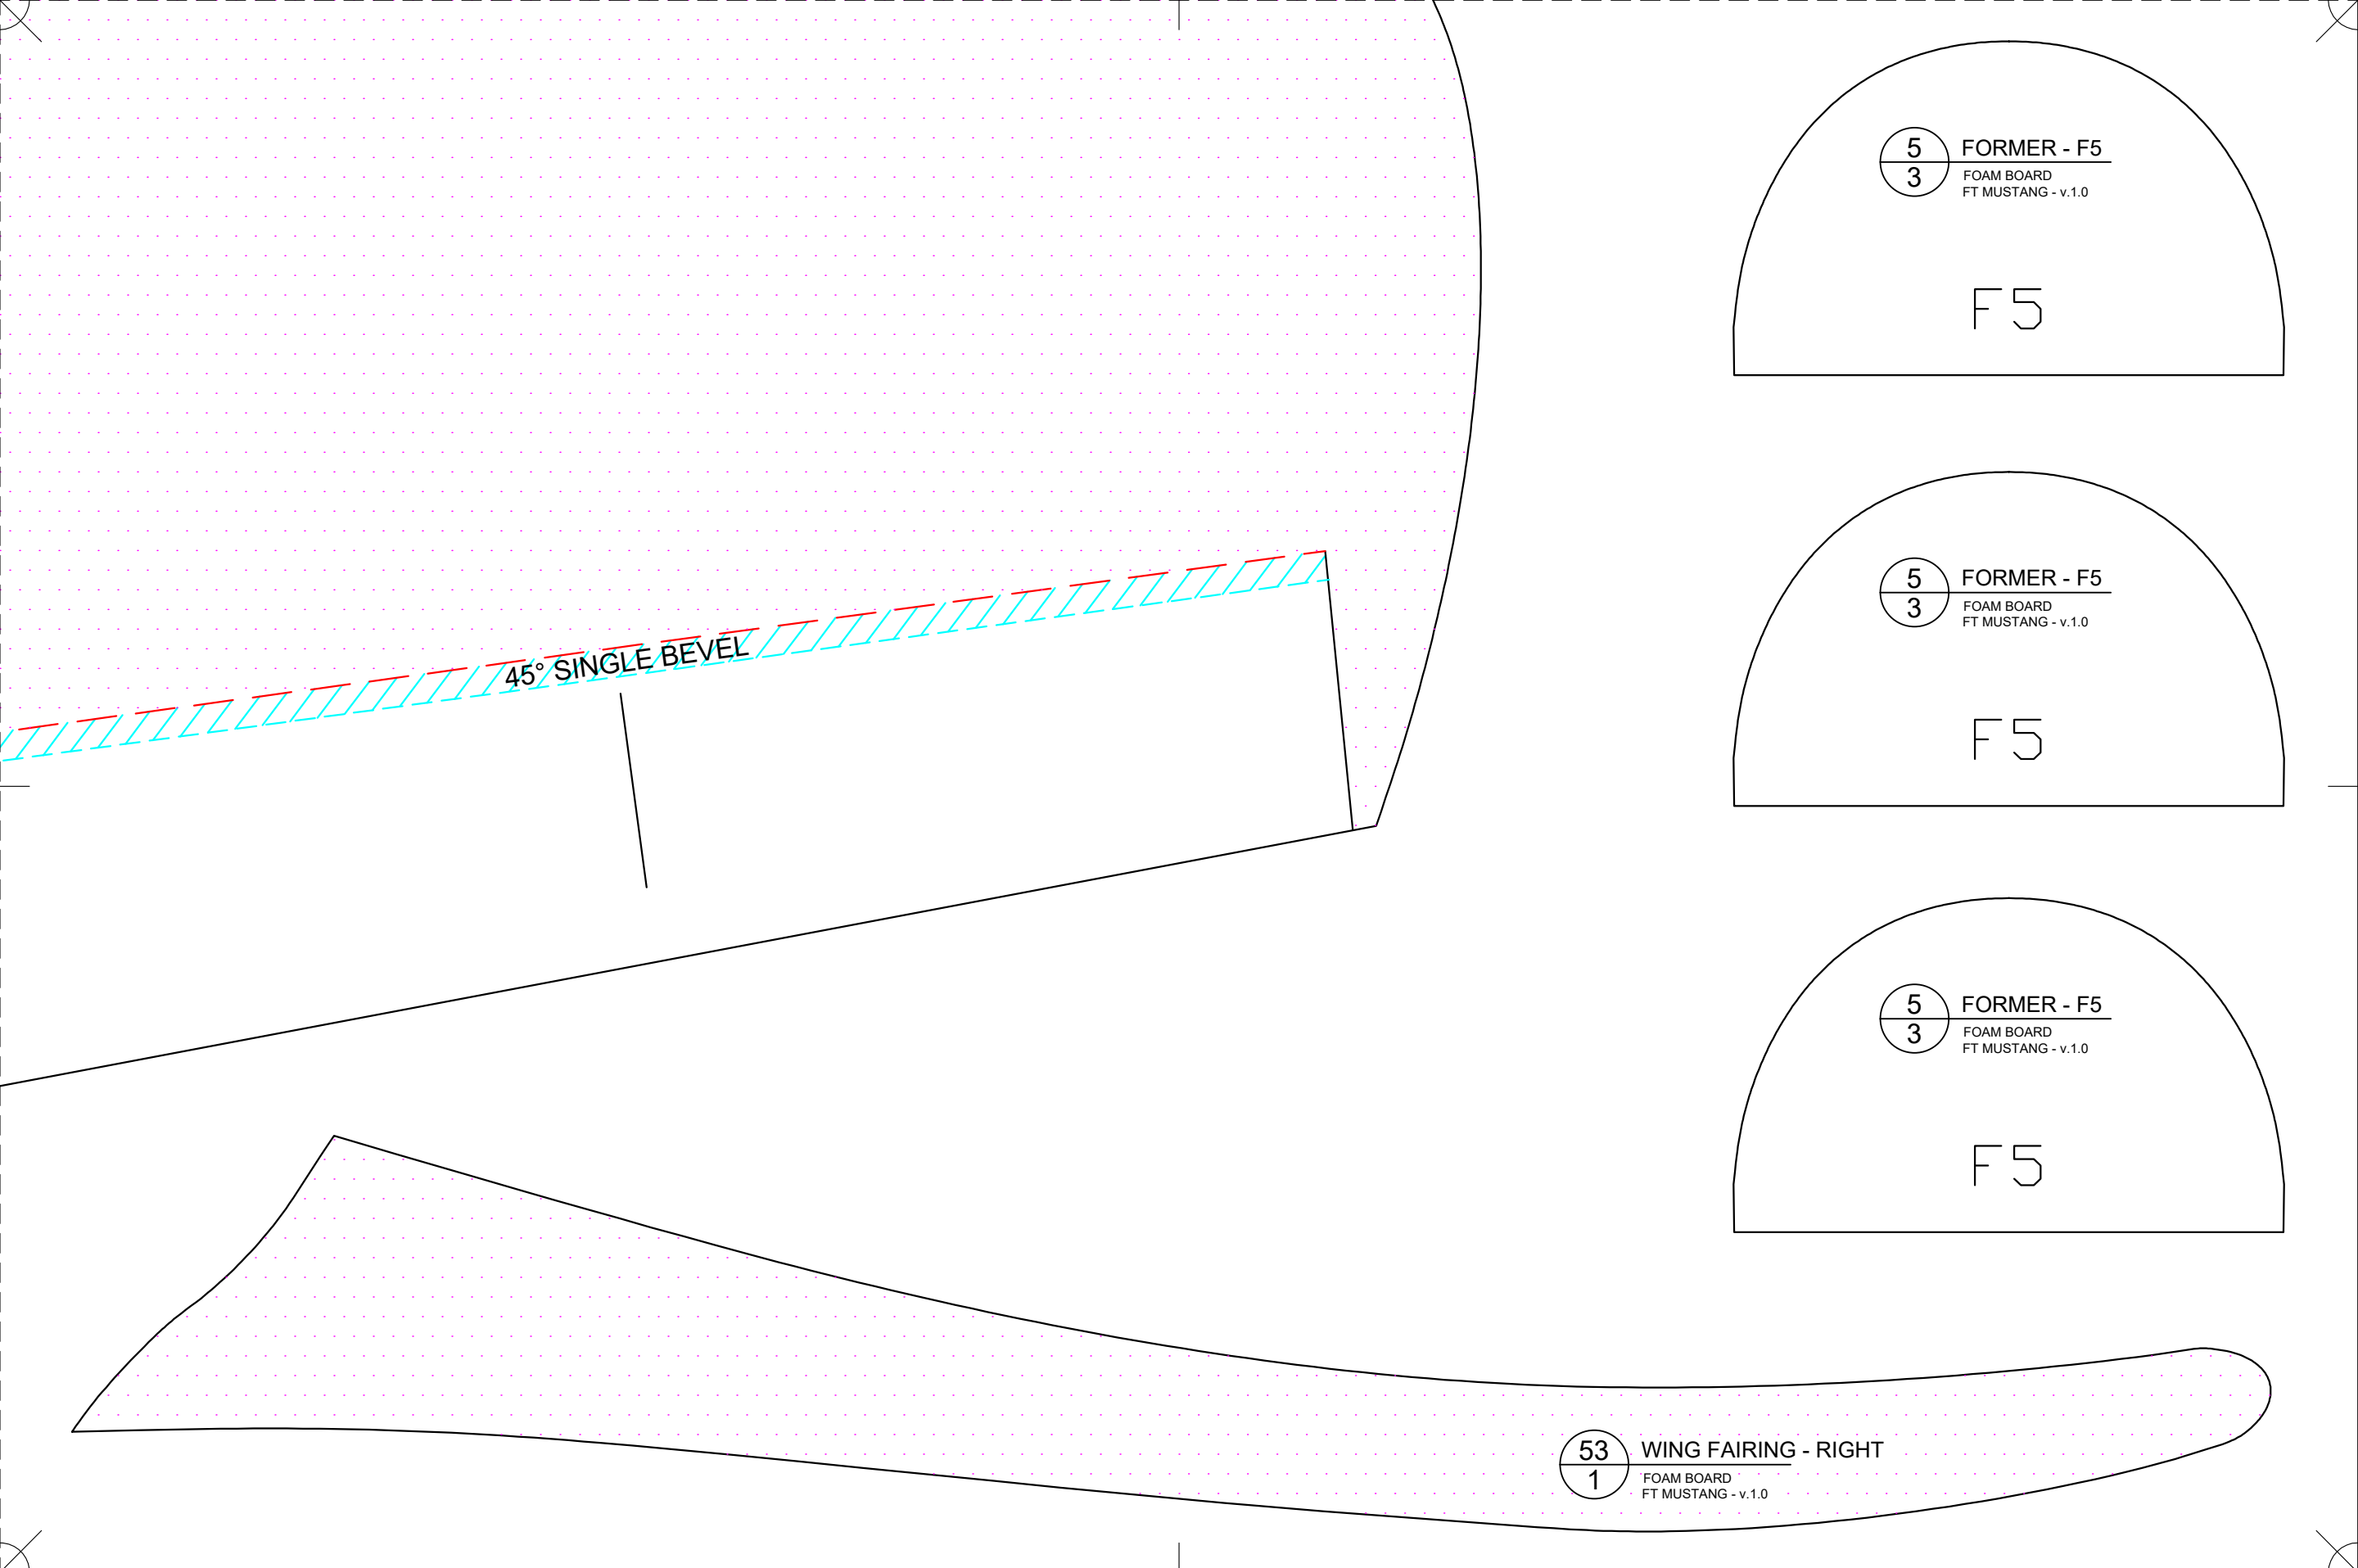 5
3
FORMER - F5
FOAM BOARD
FT MUSTANG - v.1.0
F5
5
3
FORMER - F5
FOAM BOARD
FT MUSTANG - v.1.0
F5
45° SINGLE BEVEL
5
3
FORMER - F5
FOAM BOARD
FT MUSTANG - v.1.0
F5
53
1
WING FAIRING - RIGHT
FOAM BOARD
FT MUSTANG - v.1.0